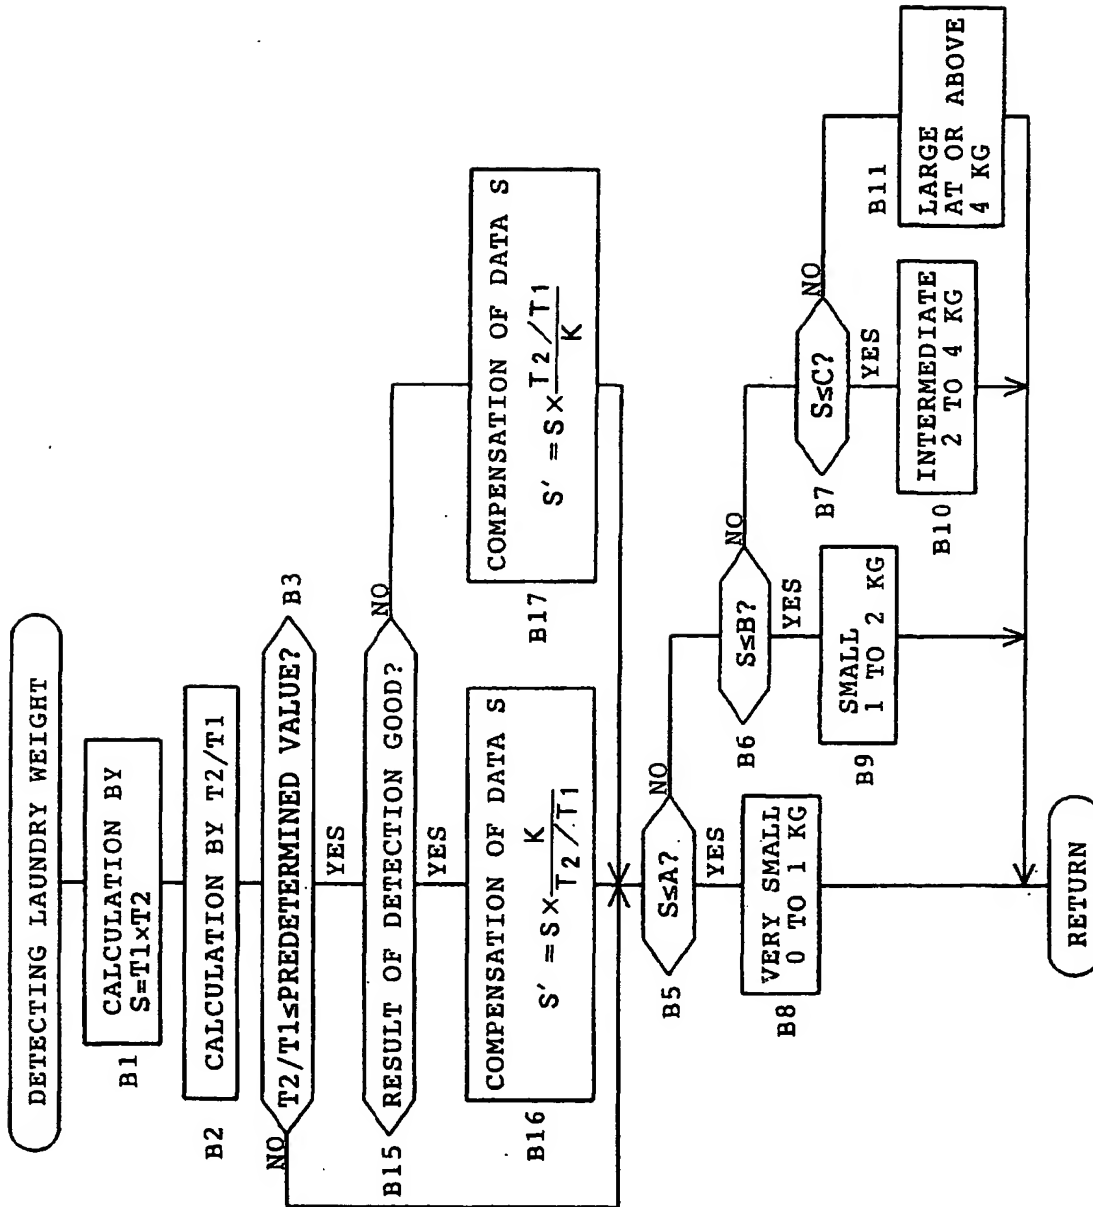 DETECTING LAUNDRY WEIGHT
CALCULATION BY
S=T1×T2
B1
CALCULATION BY T2/T1
B2
T2/T1≤PREDETERMINED VALUE?
B3
NO
YES
RESULT OF DETECTION GOOD?
B15
NO
YES
COMPENSATION OF DATA S
S' = S × K / T2/T1
B16
COMPENSATION OF DATA S
S' = S × T2/T1 / K
B17
S≤A?
B5
NO
YES
VERY SMALL
0 TO 1 KG
B8
S≤B?
B6
NO
YES
SMALL
1 TO 2 KG
B9
S≤C?
B7
NO
YES
INTERMEDIATE
2 TO 4 KG
B10
B11
LARGE
AT OR ABOVE
4 KG
RETURN